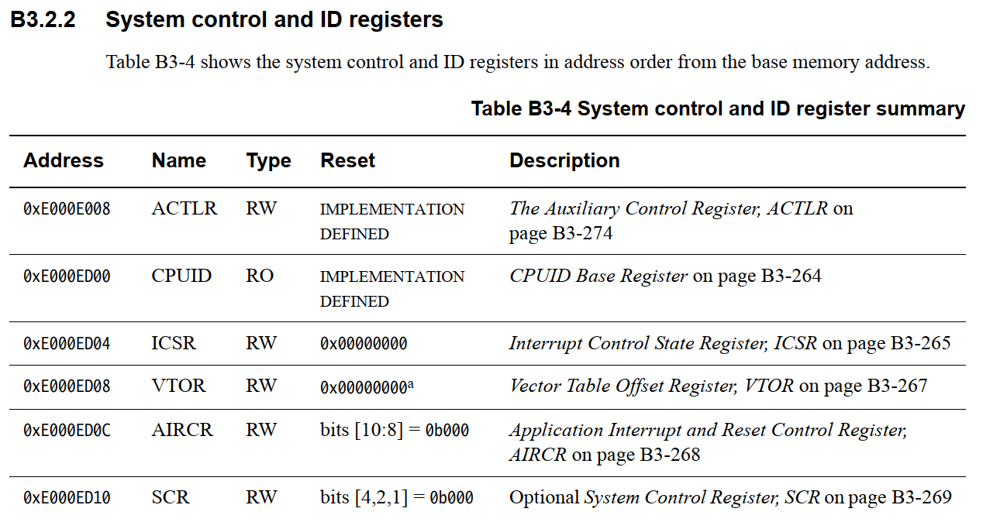 B3.2.2 System control and ID registers
Table B3-4 shows the system control and ID registers in address order from the base memory address.
Table B3-4 System control and ID register summary
Address Name Type Reset Description
0xE000E008 ACTLR RW IMPLEMENTATION The Auxiliary Control Register, ACTLR on
DEFINED page B3-274
0xE000ED00 CPUID RO IMPLEMENTATION CPUID Base Register on page B3-264
DEFINED
0xE000ED04 ICSR RW 0x00000000 Interrupt Control State Register, ICSR on page B3-265
0xE000ED08 VTOR RW 0x00000000a Vector Table Offset Register, VTOR on page B3-267
0xE000ED0C AIRCR RW bits [10:8] = 0b000 Application Interrupt and Reset Control Register,
AIRCR on page B3-268
0xE000ED10 SCR RW bits [4,2,1] = 0b000 Optional System Control Register, SCR on page B3-269